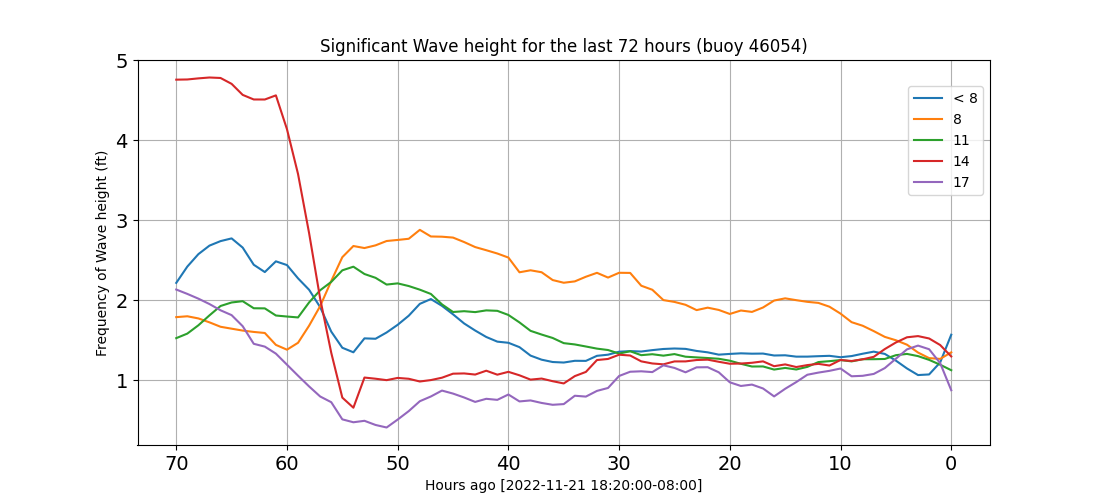 Significant Wave height for the last 72 hours (buoy 46054)
Frequency of Wave height (ft)
5
4
3
2
1
< 8
8
11
14
17
70 60 50 40 30 20 10 0
Hours ago [2022-11-21 18:20:00-08:00]